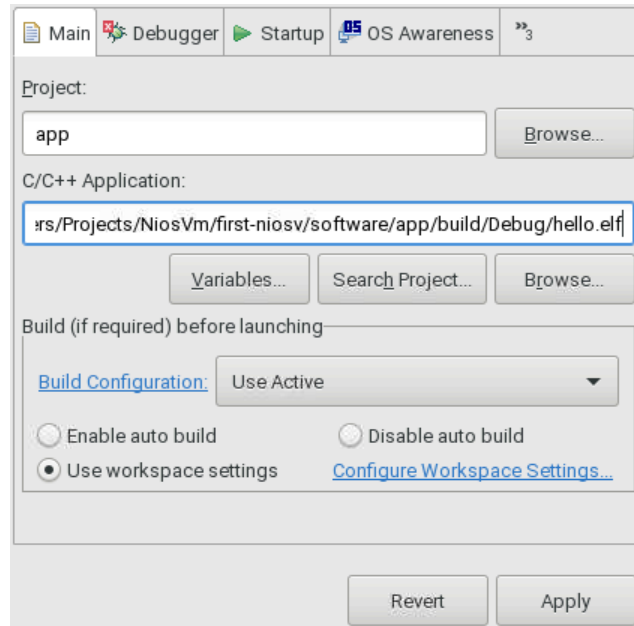 Main Debugger Startup OS Awareness »3
Project:
app Browse...
C/C++ Application:
ers/Projects/NiosVm/first-niosv/software/app/build/Debug/hello.elf
Variables... Search Project... Browse...
Build (if required) before launching
Build Configuration: Use Active
Enable auto build Disable auto build
Use workspace settings Configure Workspace Settings...
Revert Apply